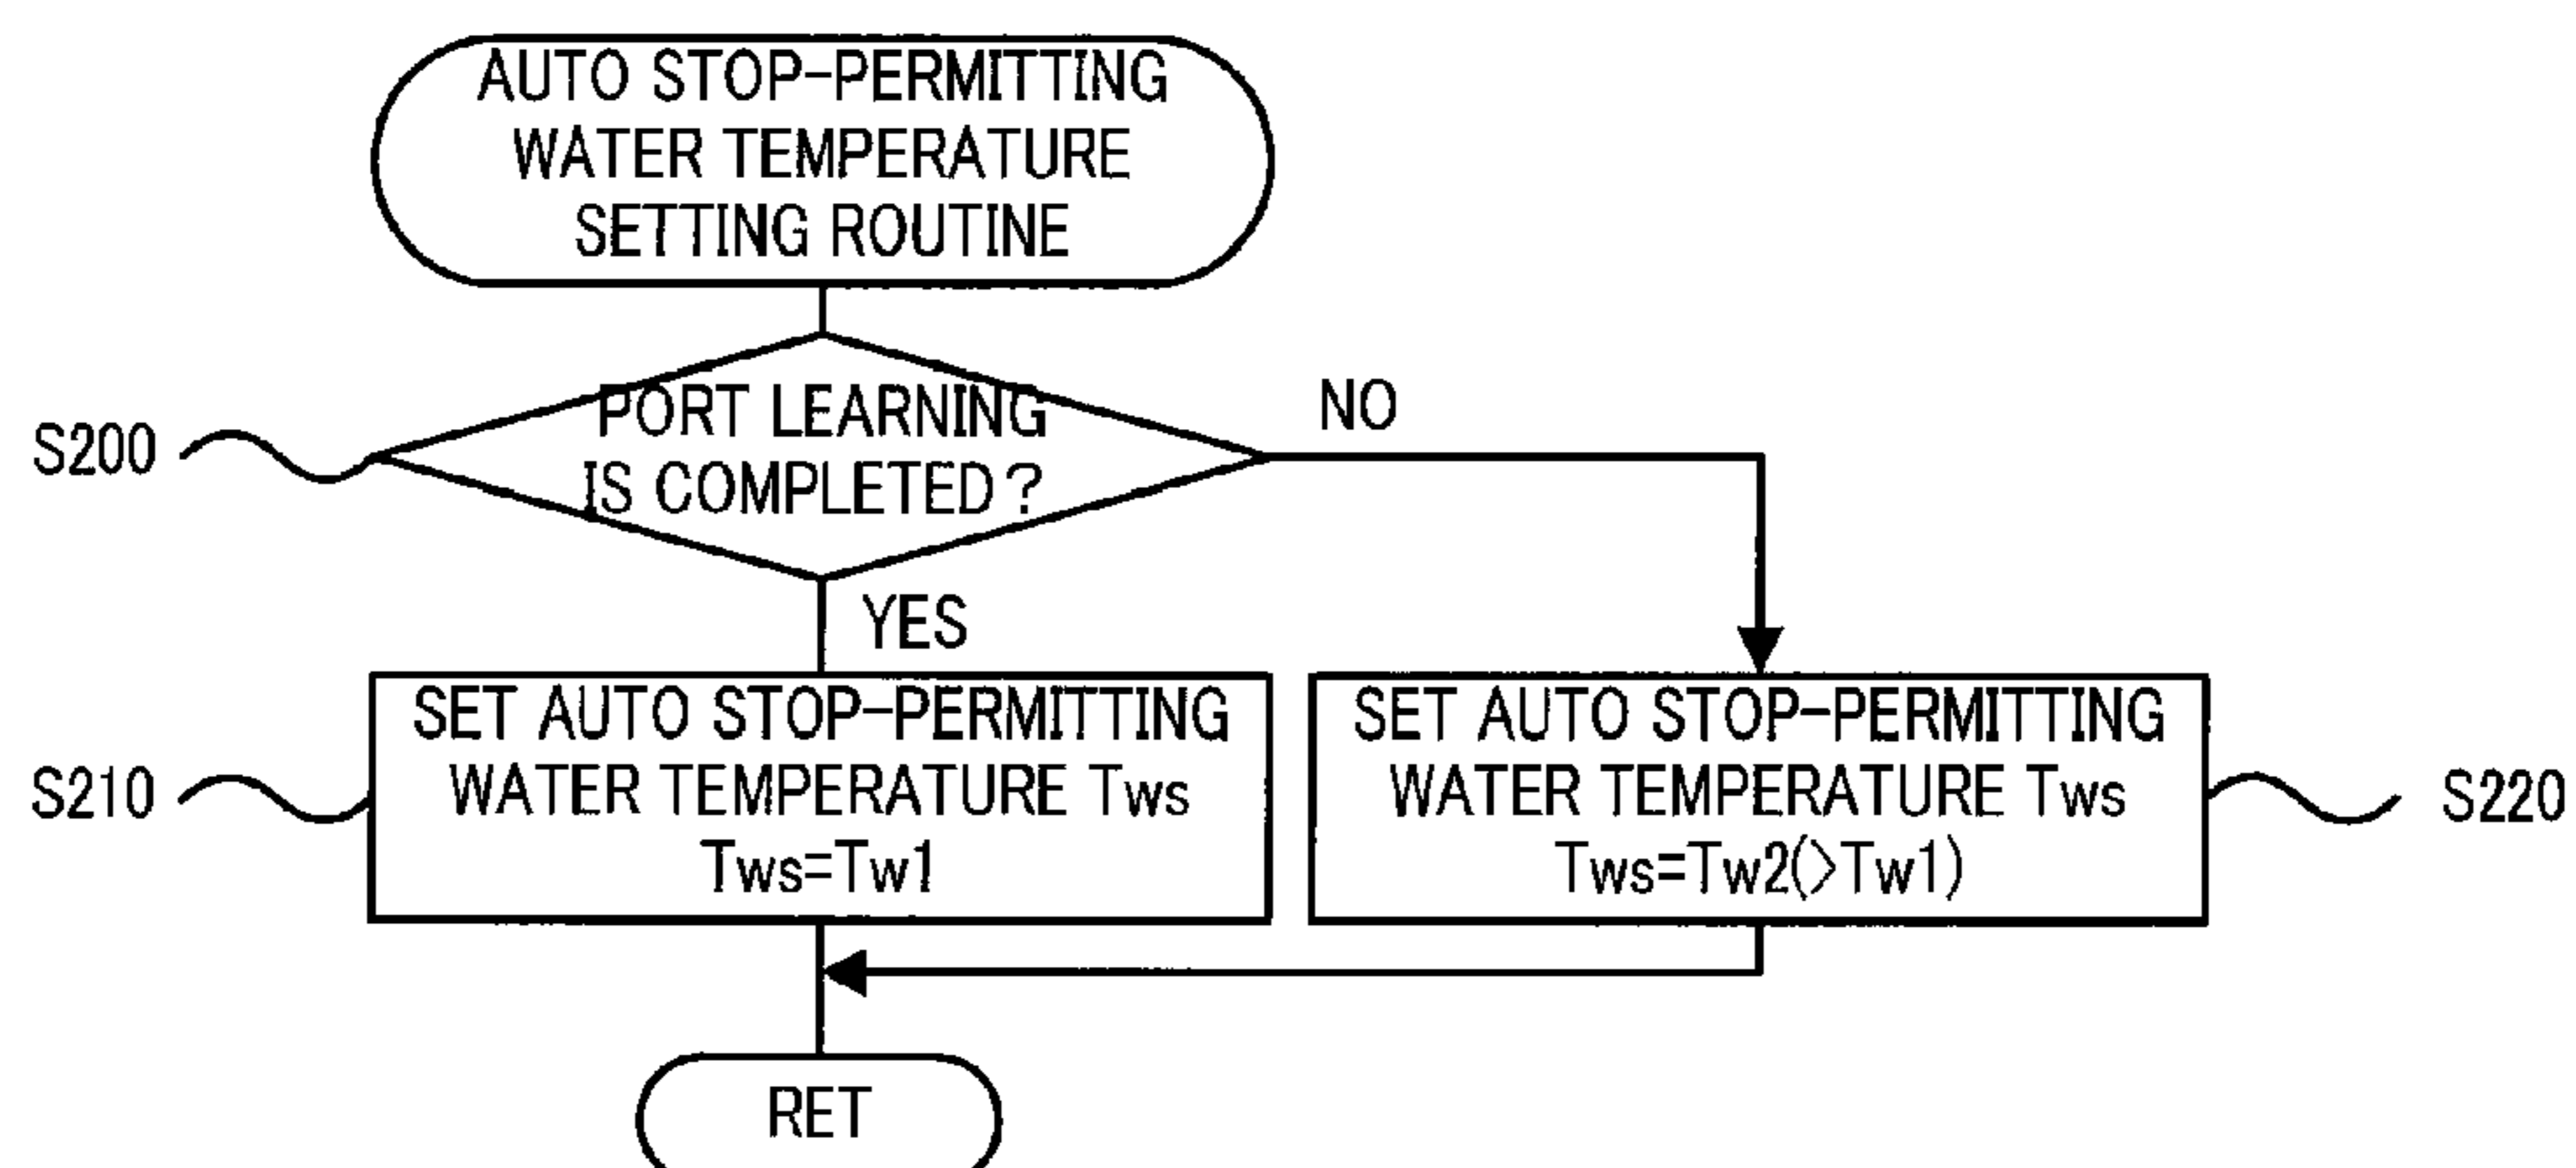 AUTO STOP-PERMITTING
WATER TEMPERATURE
SETTING ROUTINE
S200
PORT LEARNING
IS COMPLETED?
NO
YES
S210
SET AUTO STOP-PERMITTING
WATER TEMPERATURE Tws
Tws=Tw1
SET AUTO STOP-PERMITTING
WATER TEMPERATURE Tws
Tws=Tw2(>Tw1)
S220
RET